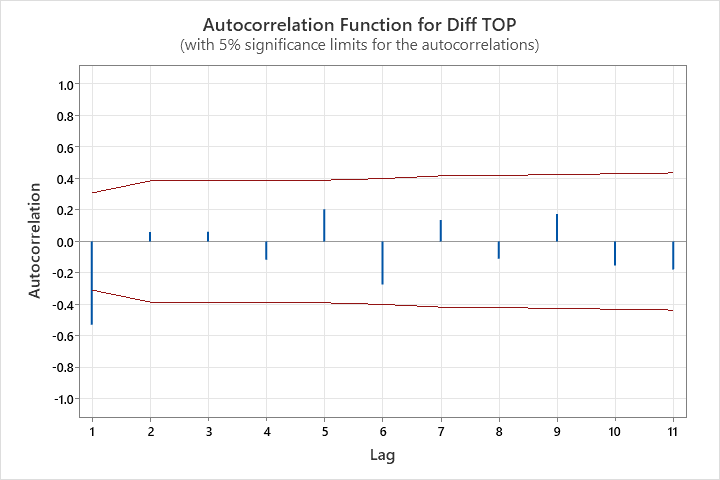 Autocorrelation Function for Diff TOP
(with 5% significance limits for the autocorrelations)
Autocorrelation
1.0
0.8
0.6
0.4
0.2
0.0
-0.2
-0.4
-0.6
-0.8
-1.0
1 2 3 4 5 6 7 8 9 10 11
Lag